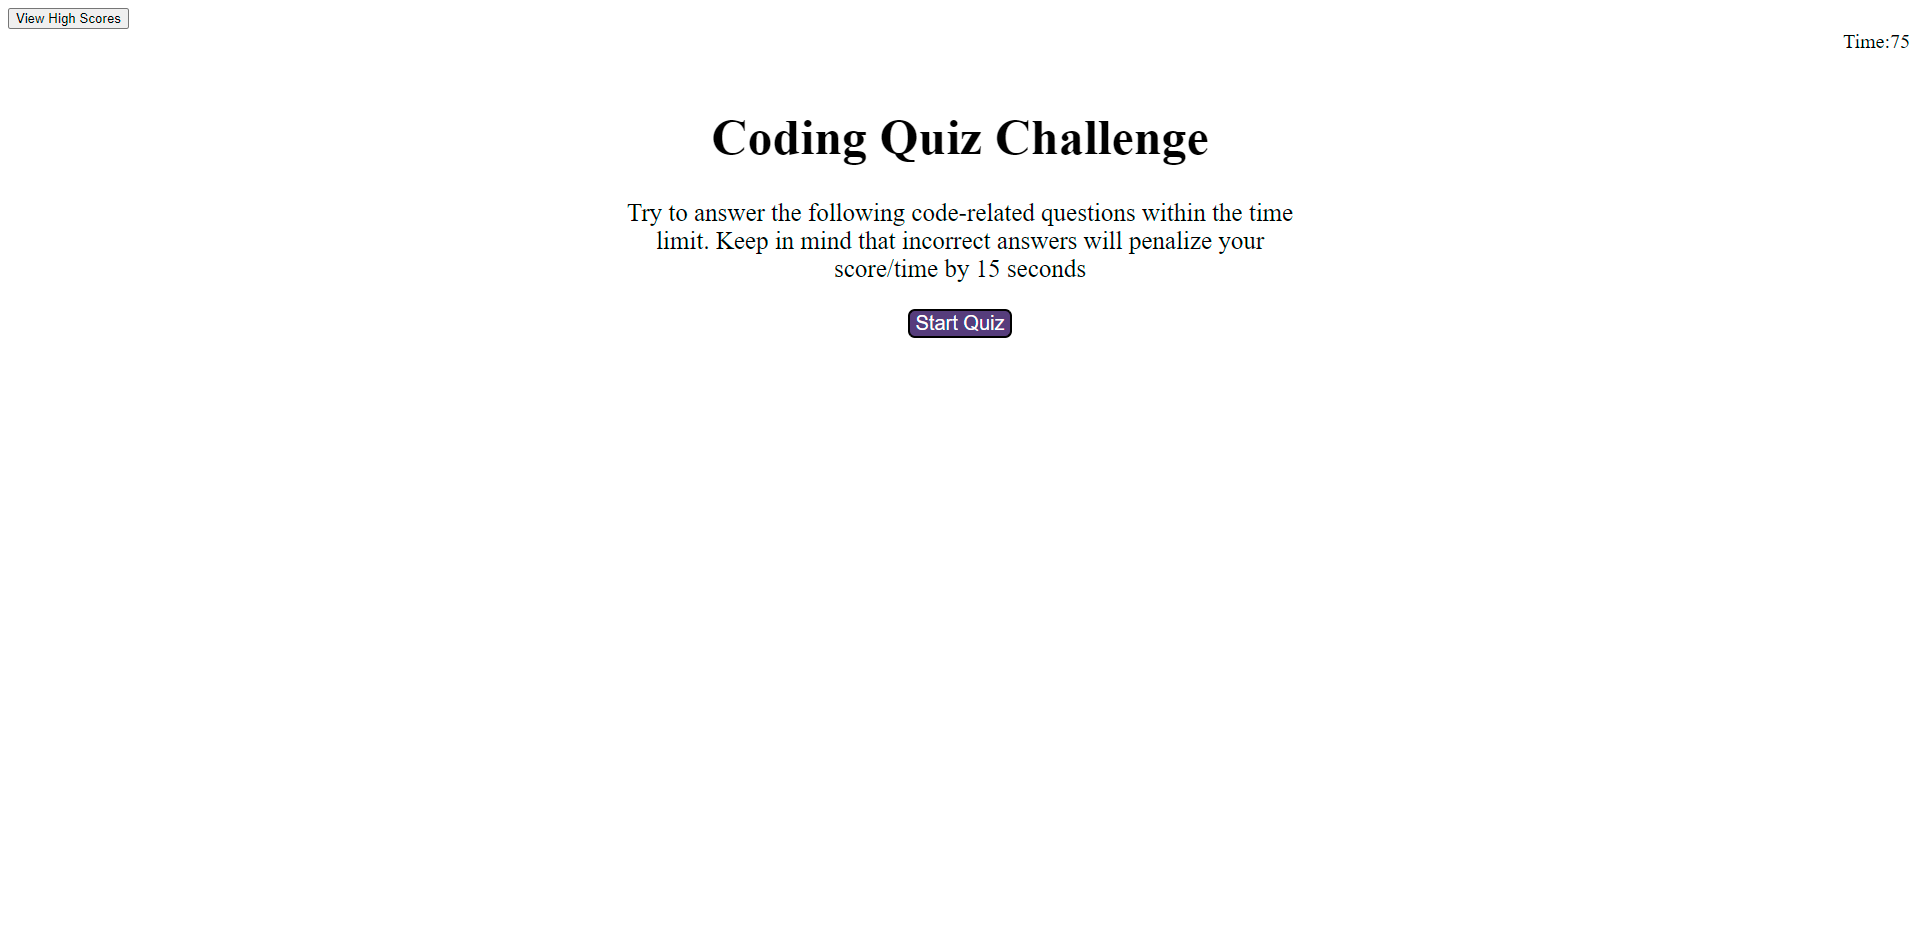 View High Scores
Time:75
Coding Quiz Challenge
Try to answer the following code-related questions within the time
limit. Keep in mind that incorrect answers will penalize your
score/time by 15 seconds
Start Quiz